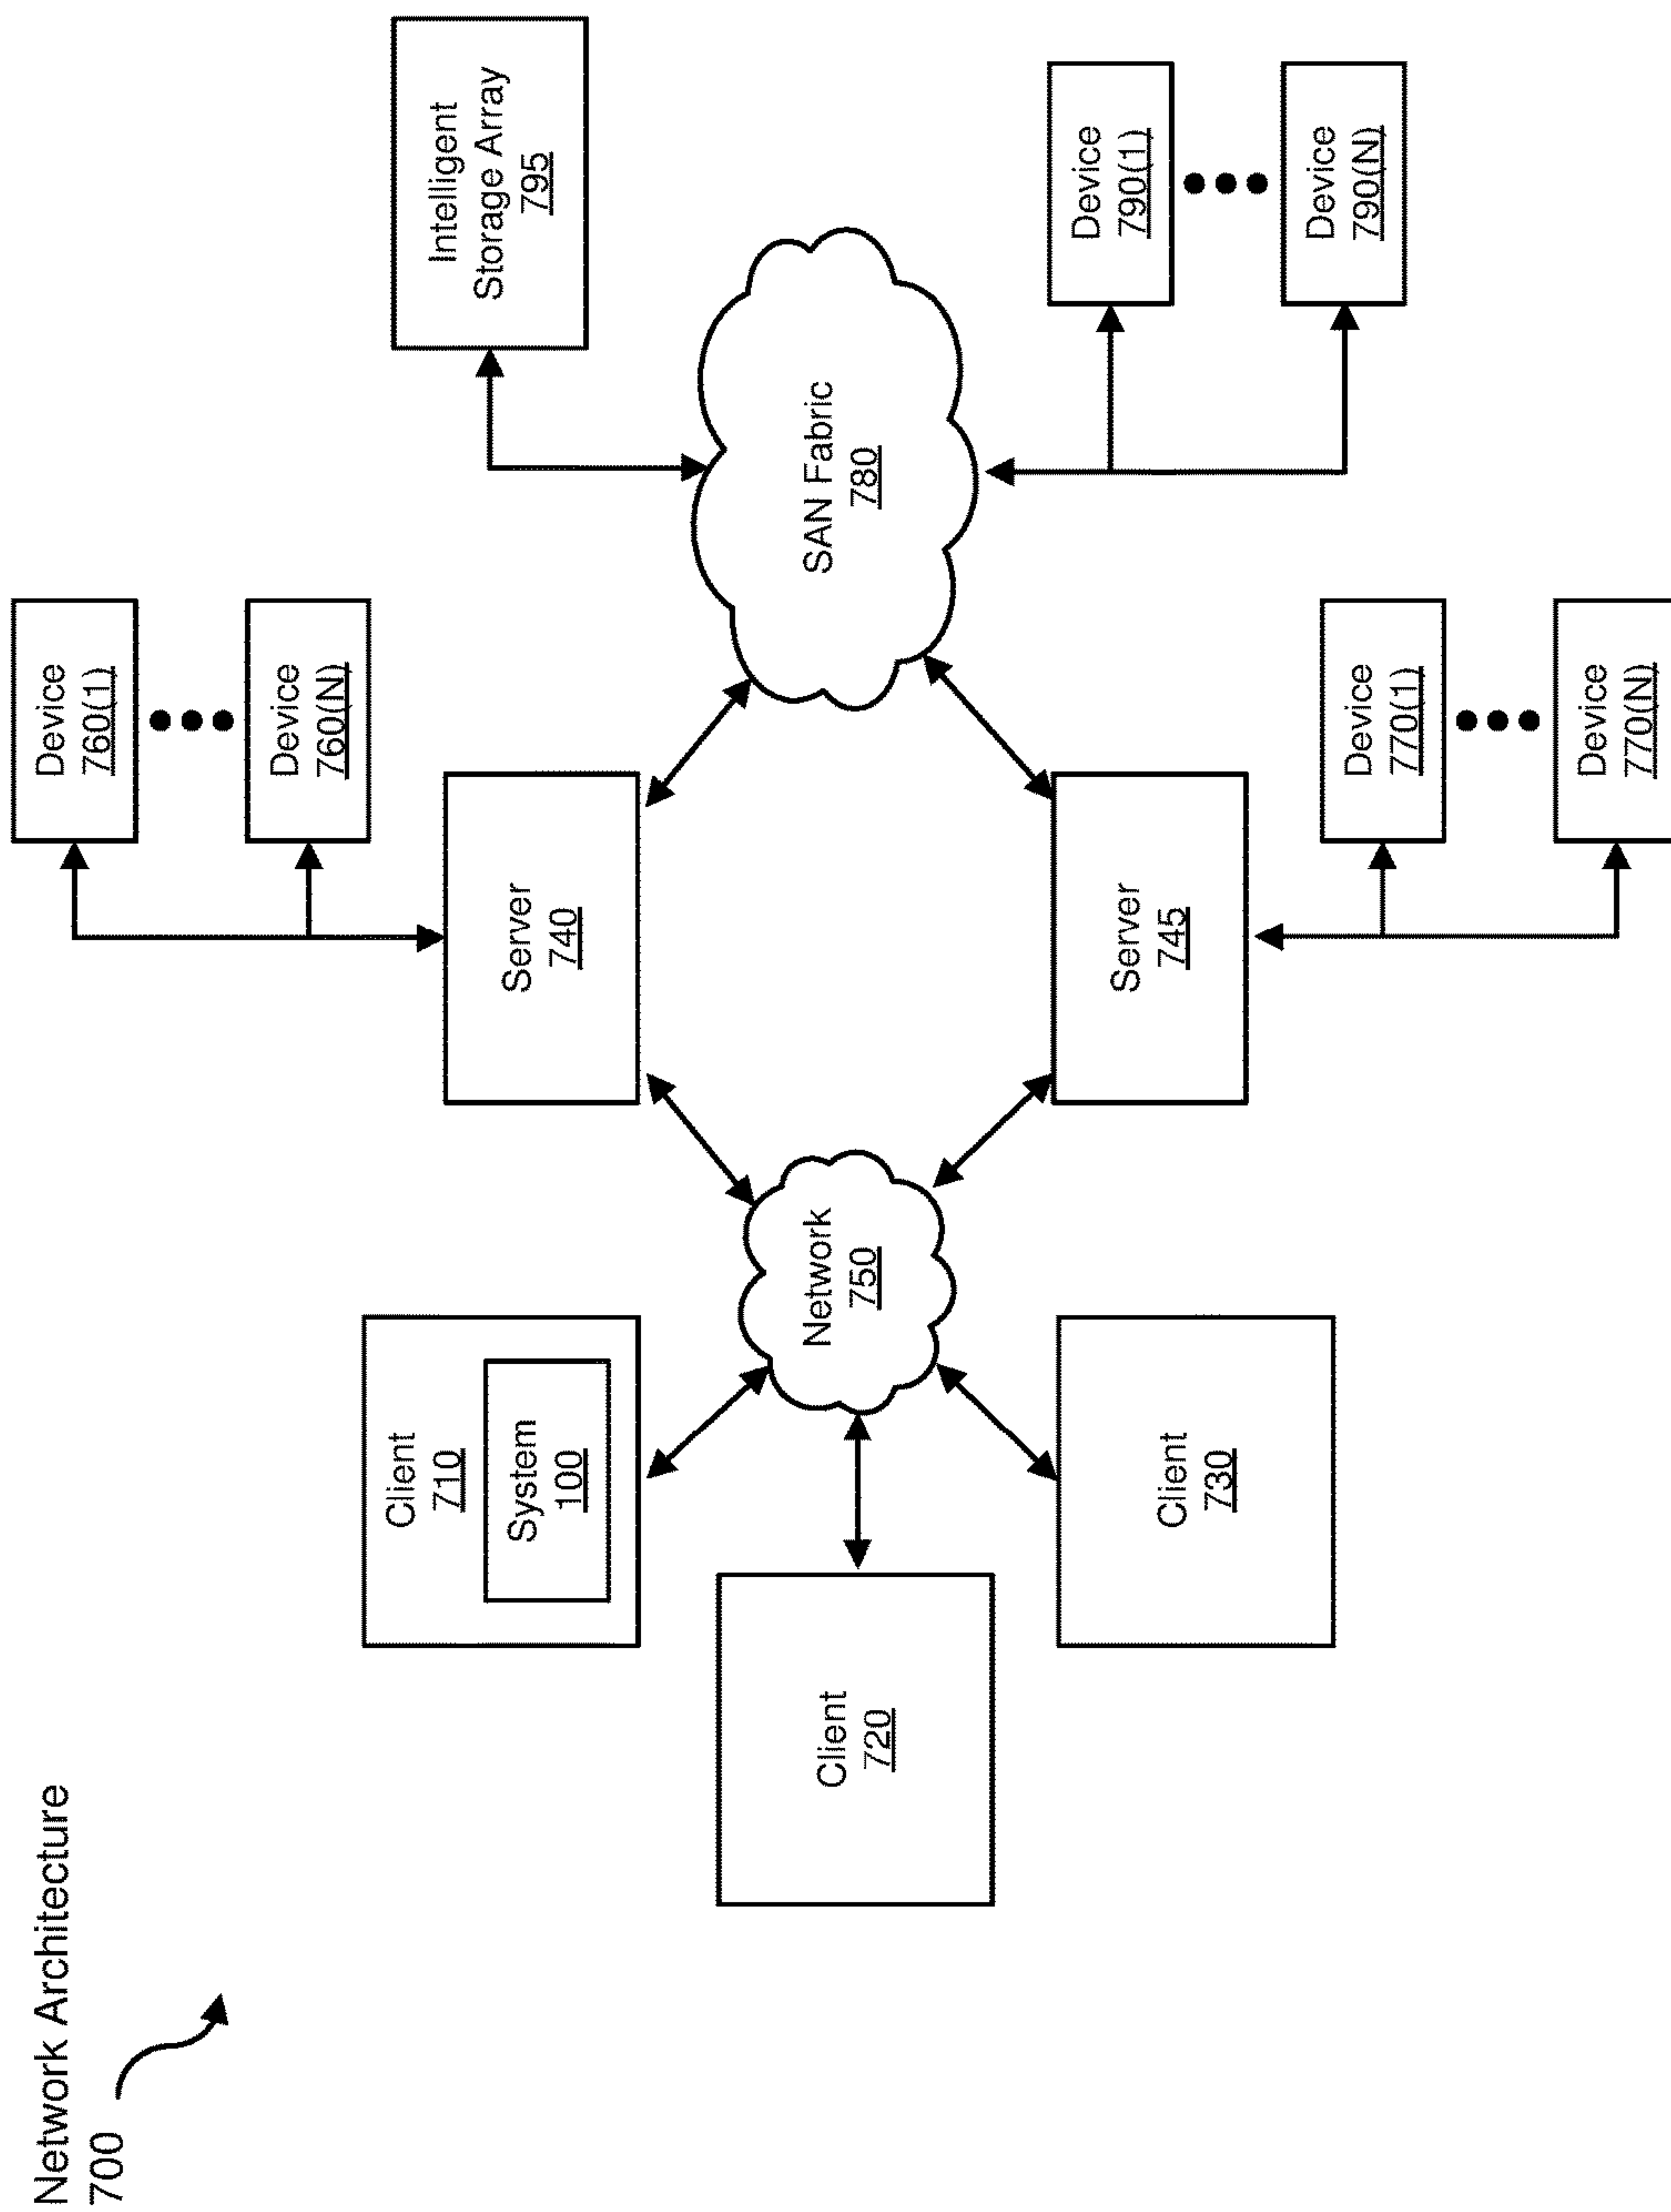 Network Architecture
700
Client
710
System
100
Client
720
Client
730
Network
750
Server
740
Server
745
Device
760(1)
Device
760(N)
Device
770(1)
Device
770(N)
SAN Fabric
780
Intelligent
Storage Array
795
Device
790(1)
Device
790(N)